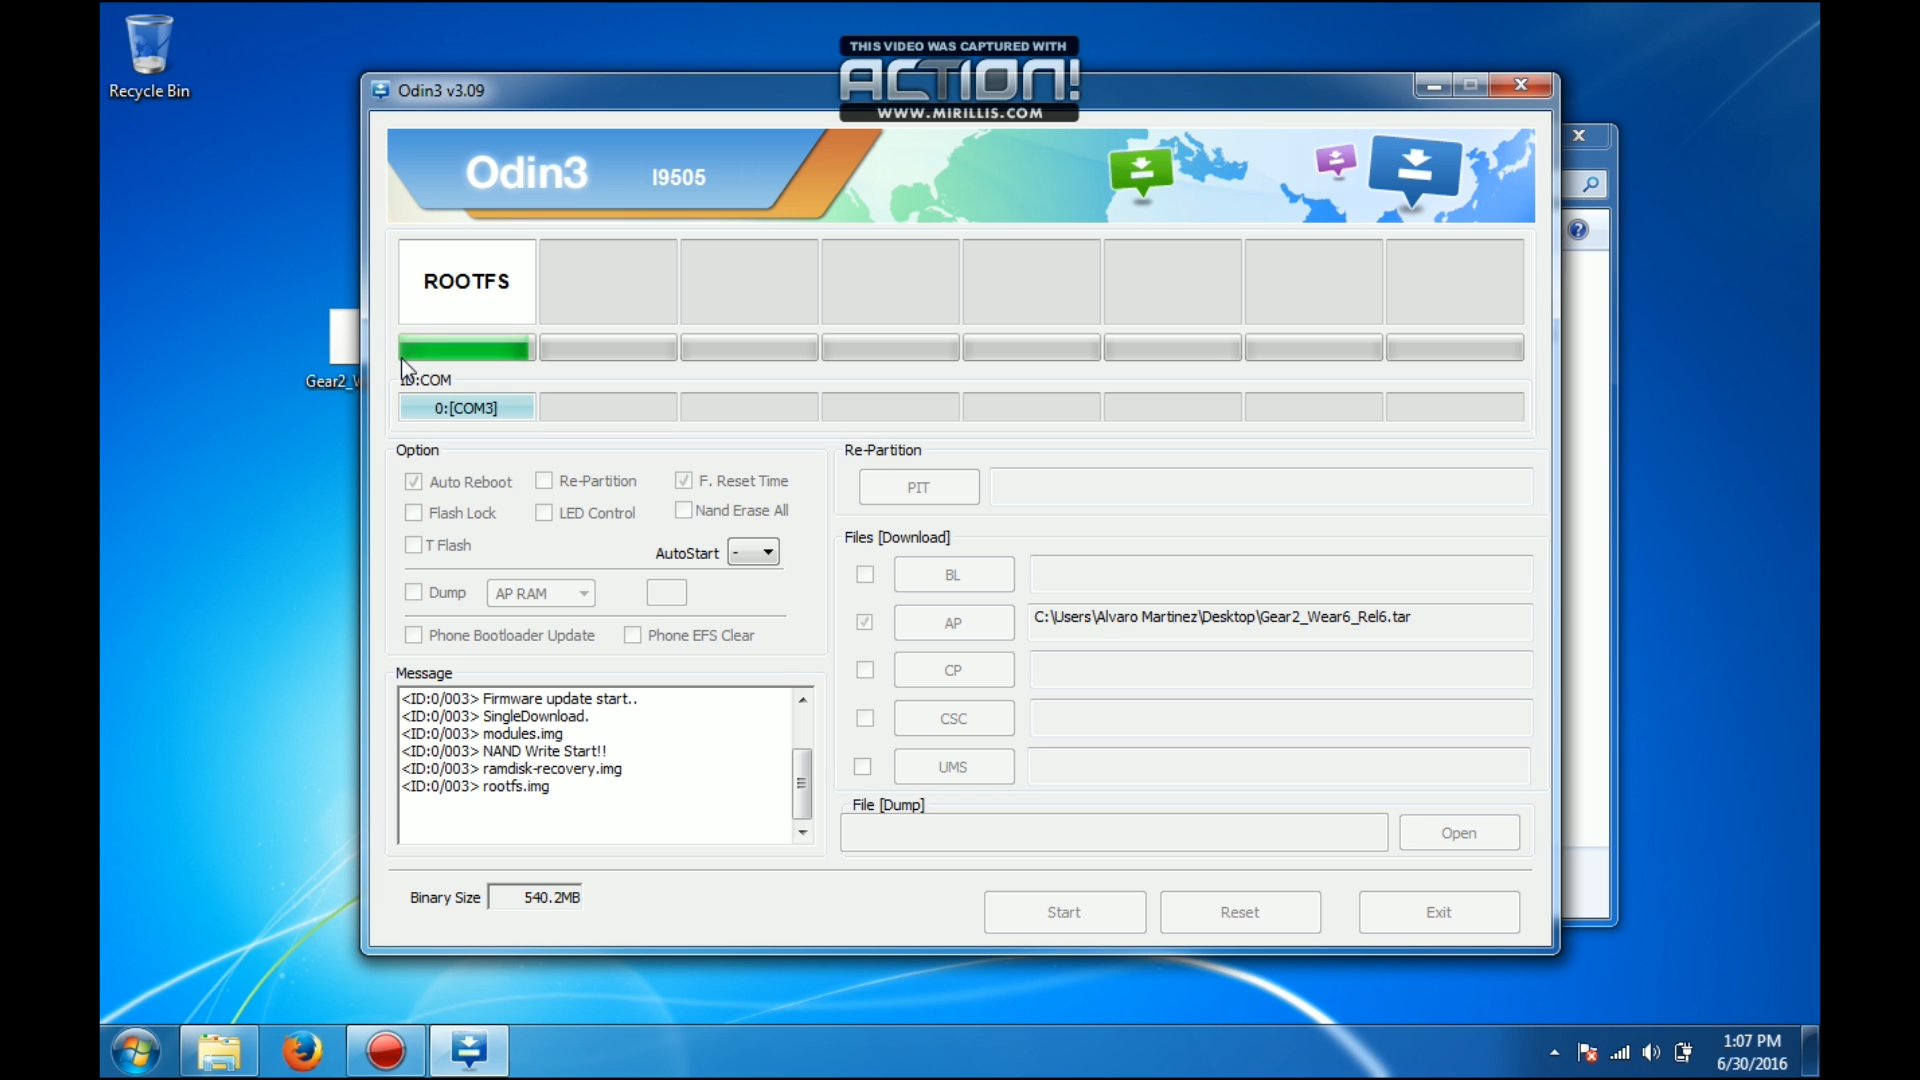 THIS VIDEO WAS CAPTURED WITH
ACTION!
WWW.MIRILLIS.COM
Recycle Bin
Odin3 v3.09
Odin3 I9505
ROOTFS
Gear2_W
ID:COM
0:[COM3]
Option
Auto Reboot
Re-Partition
F. Reset Time
Flash Lock
LED Control
Nand Erase All
T Flash
AutoStart -
Dump
AP RAM
Phone Bootloader Update
Phone EFS Clear
Message
<ID:0/003> Firmware update start..
<ID:0/003> SingleDownload.
<ID:0/003> modules.img
<ID:0/003> NAND Write Start!!
<ID:0/003> ramdisk-recovery.img
<ID:0/003> rootfs.img
Binary Size 540.2MB
Re-Partition
PIT
Files [Download]
BL
AP C:\Users\Alvaro Martinez\Desktop\Gear2_Wear6_Rel6.tar
CP
CSC
UMS
File [Dump]
Open
Start
Reset
Exit
1:07 PM
6/30/2016